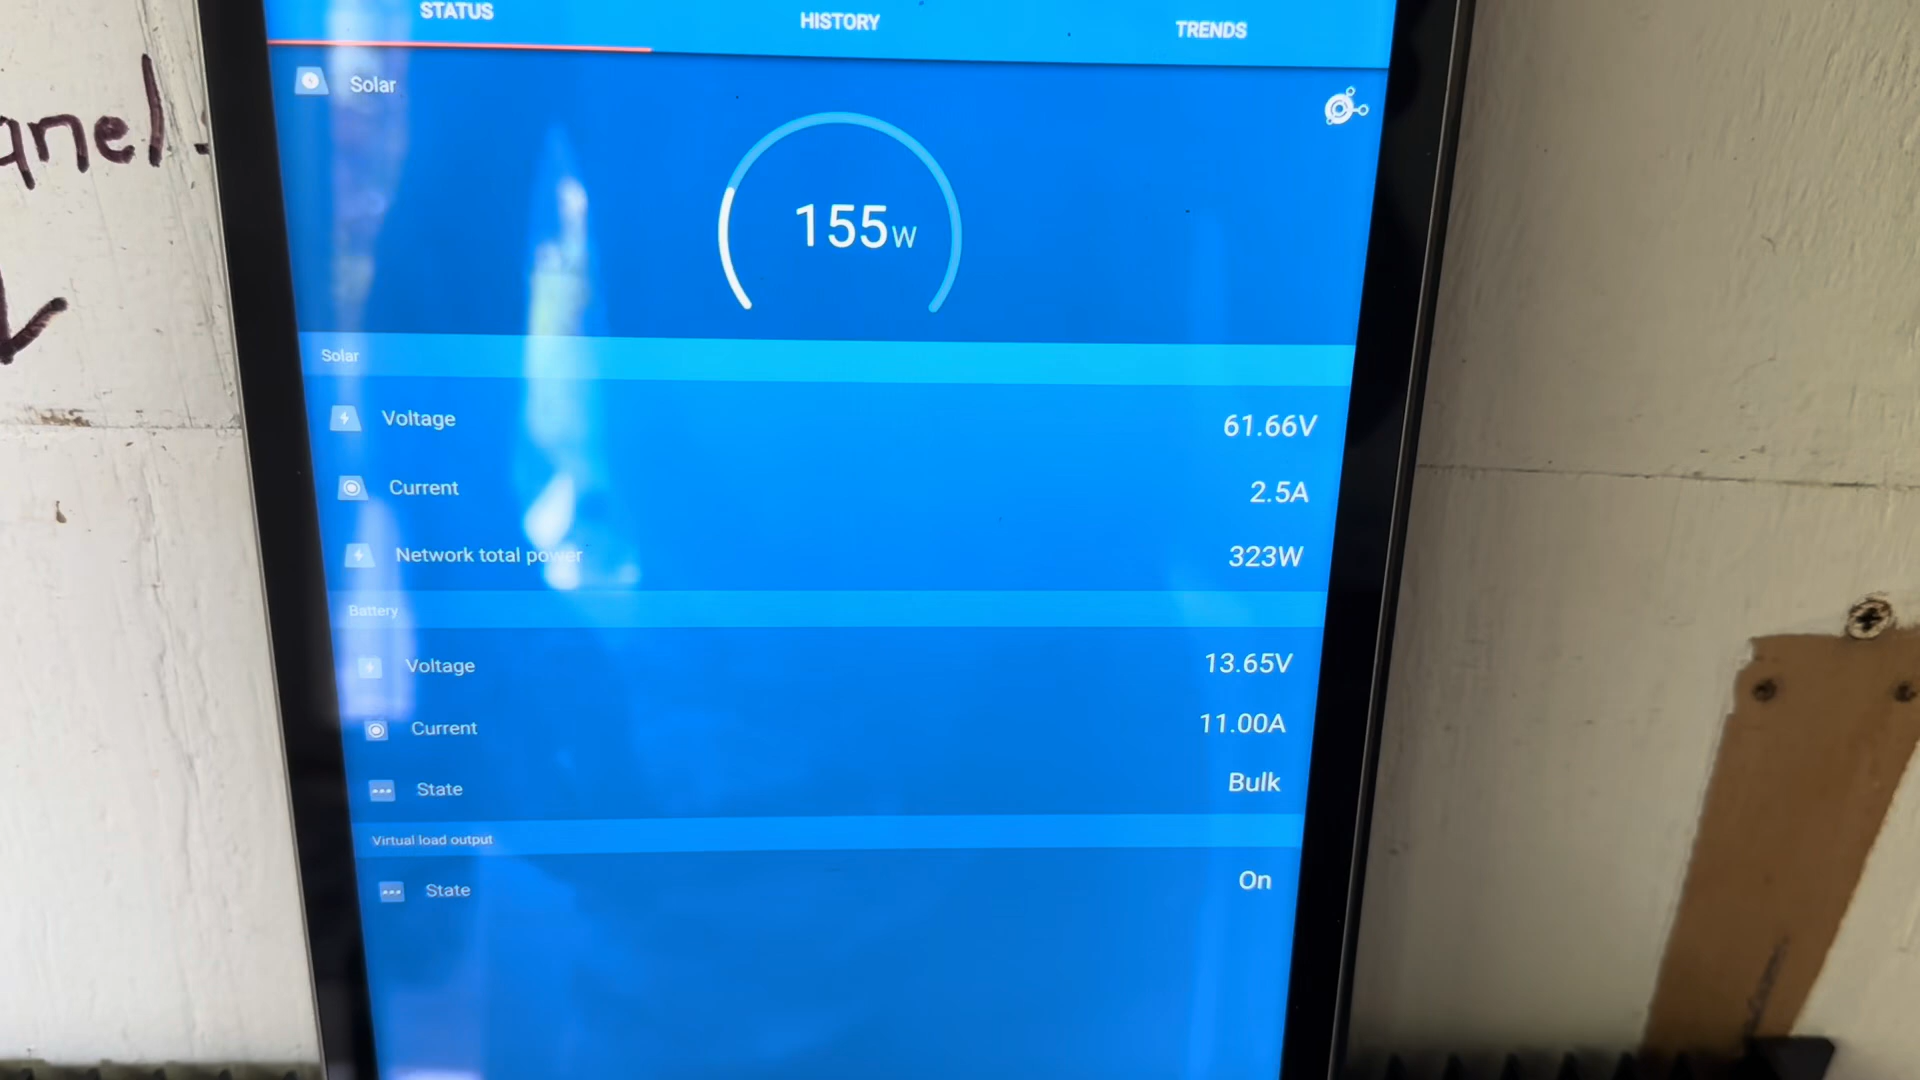 STATUS HISTORY TRENDS
Solar
155W
Solar
Voltage 61.66V
Current 2.5A
Network total power 323W
Battery
Voltage 13.65V
Current 11.00A
State Bulk
Virtual load output
State On
anel.